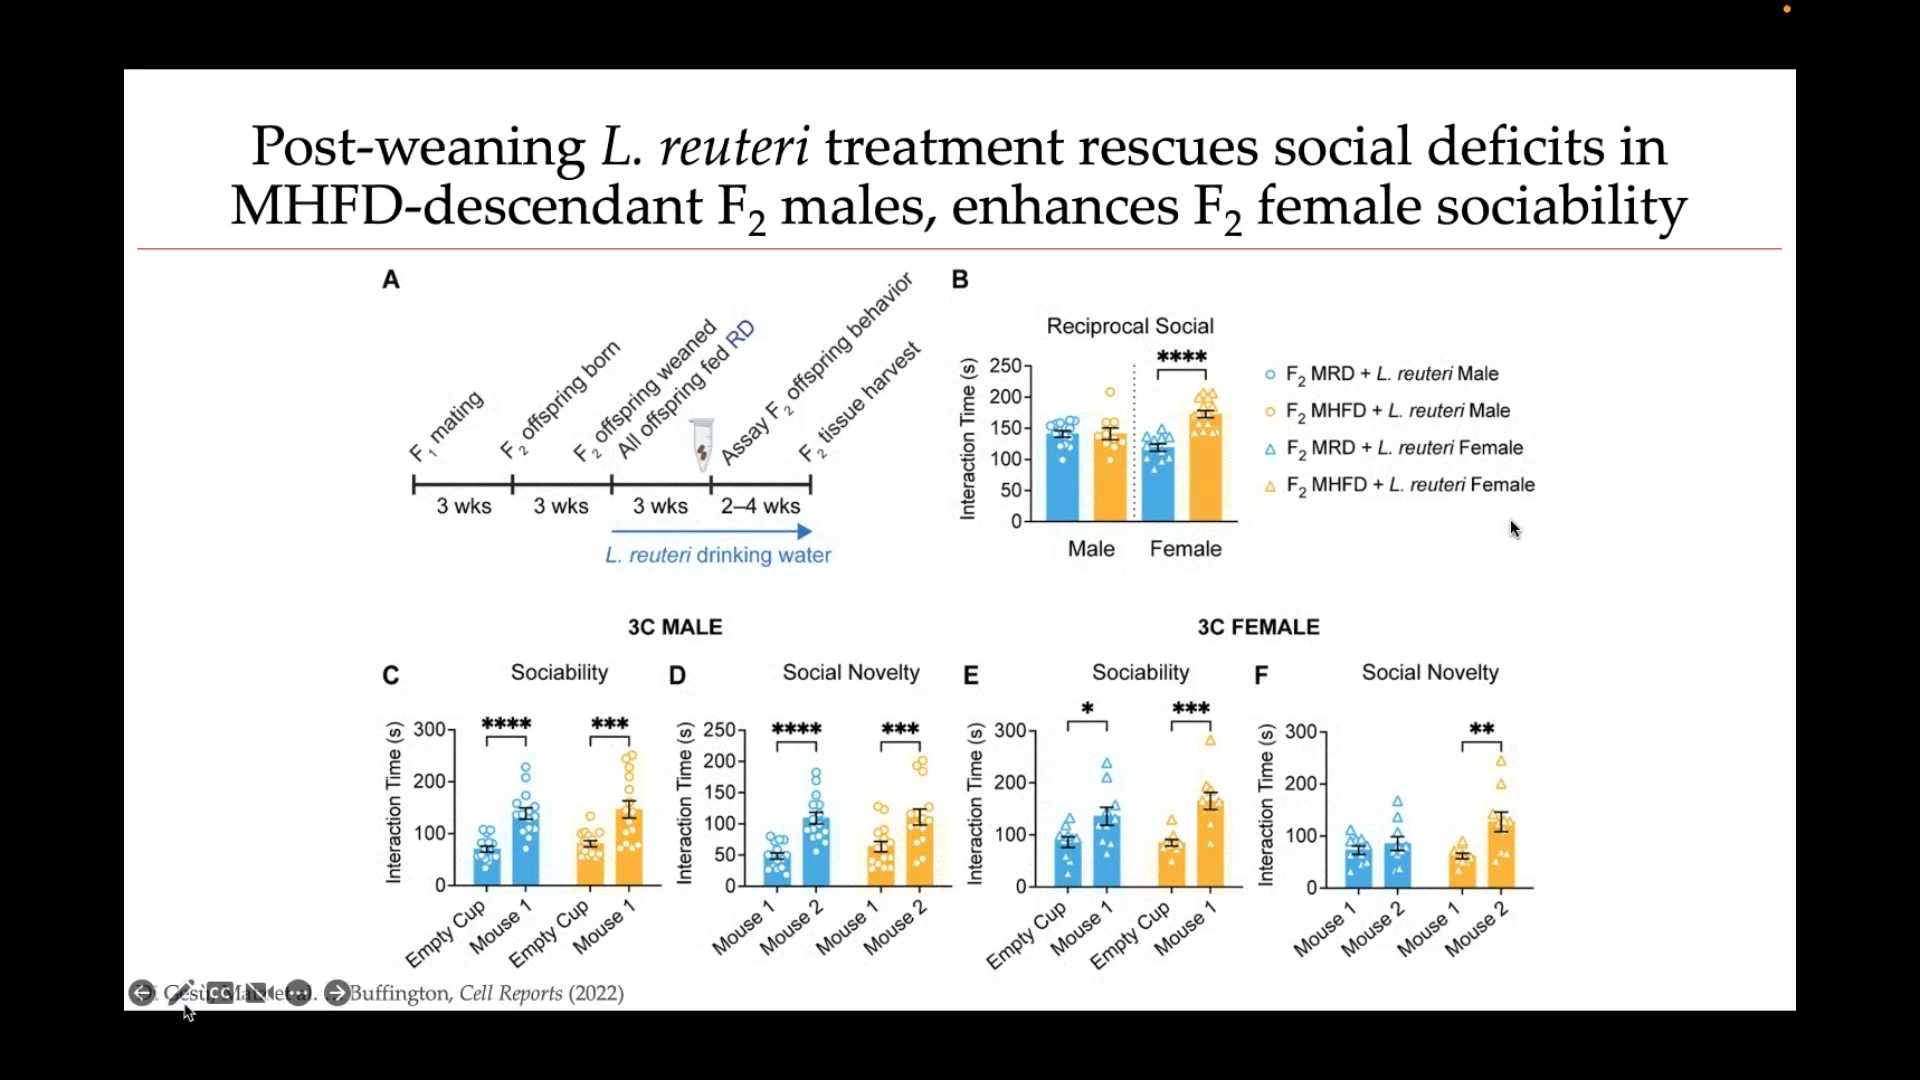 Post-weaning L. reuteri treatment rescues social deficits in
MHFD-descendant F2 males, enhances F2 female sociability
A
F1 mating
F2 offspring born
F2 offspring weaned
All offspring fed RD
Assay F2 offspring behavior
F2 tissue harvest
3 wks
3 wks
3 wks
2–4 wks
L. reuteri drinking water
B
Reciprocal Social
****
Interaction Time (s)
250
200
150
100
50
0
Male
Female
F2 MRD + L. reuteri Male
F2 MHFD + L. reuteri Male
F2 MRD + L. reuteri Female
F2 MHFD + L. reuteri Female
3C MALE
C
Sociability
**** ***
Interaction Time (s)
300
200
100
0
Empty Cup
Mouse 1
Empty Cup
Mouse 1
D
Social Novelty
**** ***
Interaction Time (s)
250
200
150
100
50
0
Mouse 1
Mouse 2
Mouse 1
Mouse 2
3C FEMALE
E
Sociability
* ***
Interaction Time (s)
300
200
100
0
Empty Cup
Mouse 1
Empty Cup
Mouse 1
F
Social Novelty
**
Interaction Time (s)
300
200
100
0
Mouse 1
Mouse 2
Mouse 1
Mouse 2
Gesù, et al. Buffington, Cell Reports (2022)